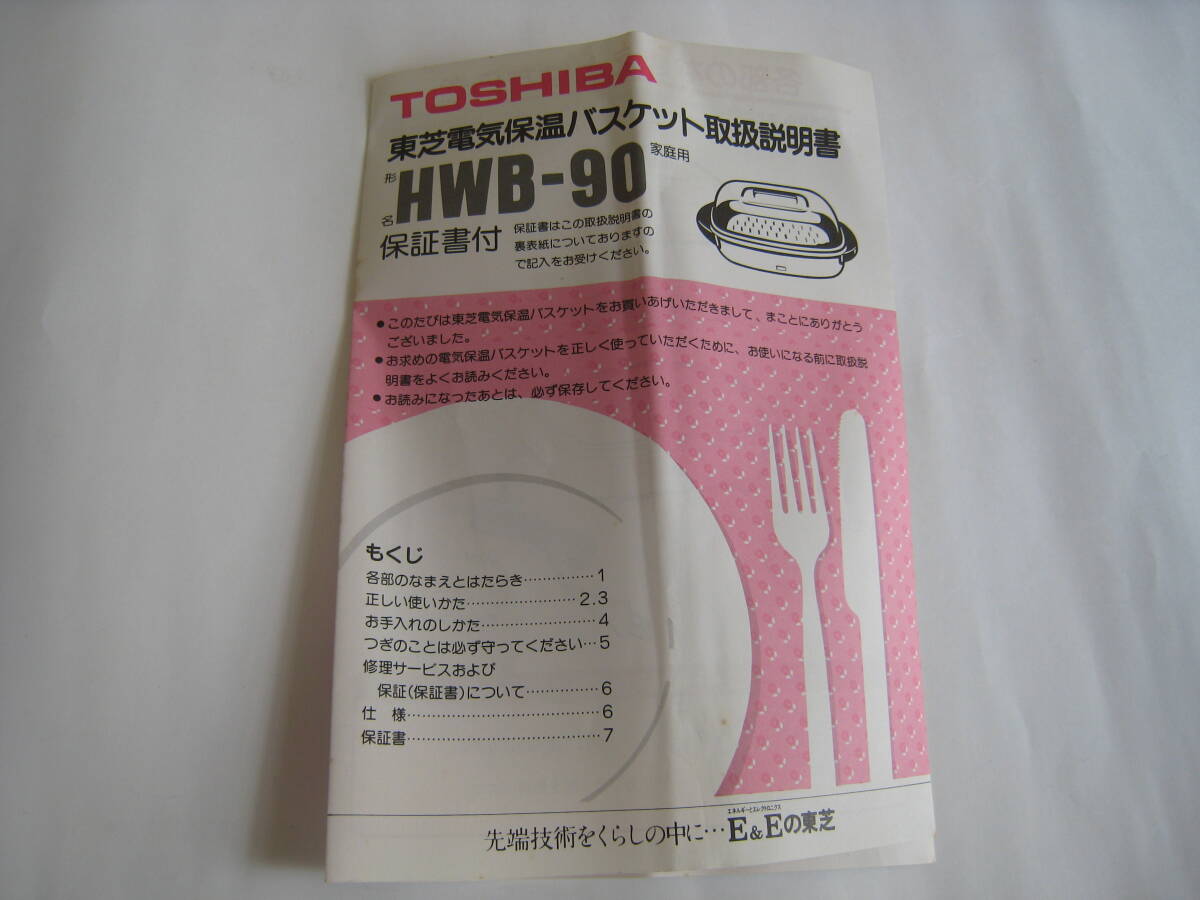 TOSHIBA
東芝電気保温バスケット取扱説明書
形名 HWB-90 家庭用
保証書付
保証書はこの取扱説明書の
裏表紙についておりますの
で記入をお受けください。
●このたびは東芝電気保温バスケットをお買いあげいただきまして、まことにありがとう
ございました。
●お求めの電気保温バスケットを正しく使っていただくために、お使いになる前に取扱説
明書をよくお読みください。
●お読みになったあとは、必ず保存してください。
もくじ
各部のなまえとはたらき……………1
正しい使いかた……………………2.3
お手入れのしかた……………………4
つぎのことは必ず守ってください…5
修理サービスおよび
保証(保証書)について……………6
仕 様……………………………………6
保証書……………………………………7
エネルギーとエレクトロニクス
先端技術をくらしの中に…E&Eの東芝